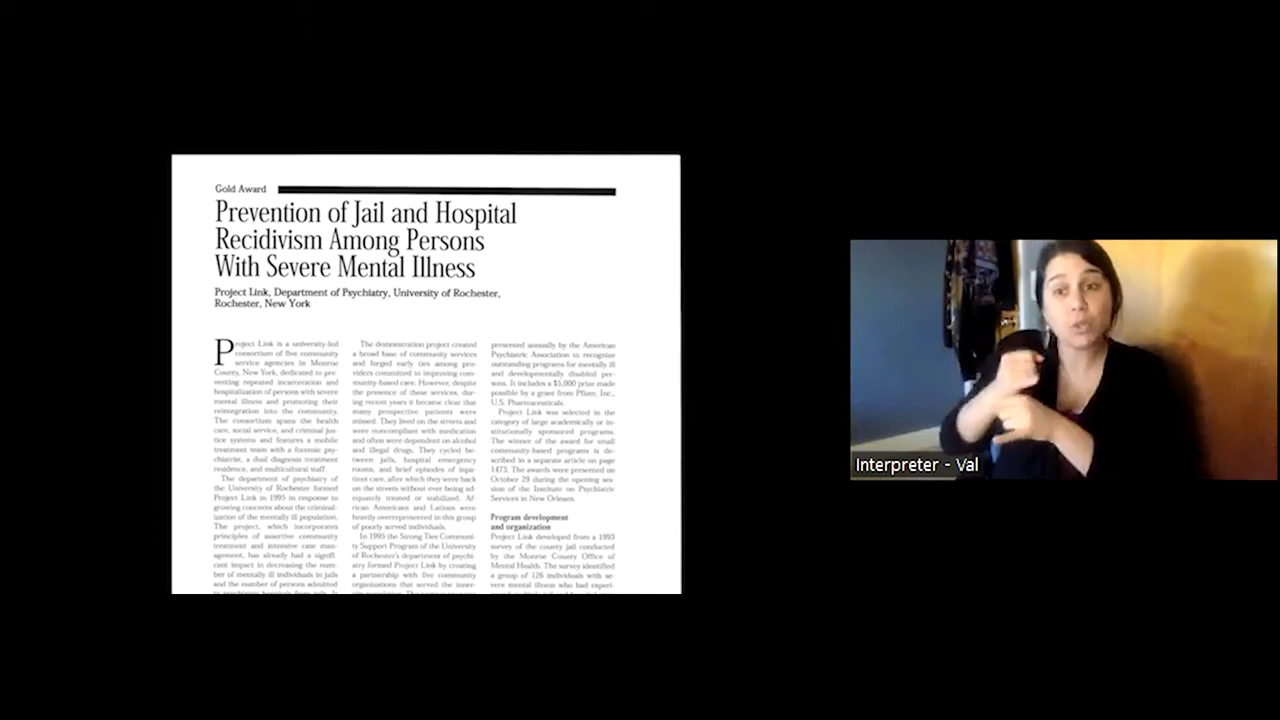 Gold Award
Prevention of Jail and Hospital
Recidivism Among Persons
With Severe Mental Illness
Project Link, Department of Psychiatry, University of Rochester,
Rochester, New York
Project Link is a university-led
consortium of five community
service agencies in Monroe
County, New York, dedicated to pre-
venting repeated incarceration and
hospitalization of persons with severe
mental illness and promoting their
reintegration into the community.
The consortium spans the health
care, social service, and criminal jus-
tice systems and features a mobile
treatment team with a forensic psy-
chiatrist, a dual diagnosis treatment
residence, and multicultural staff.
The department of psychiatry of
the University of Rochester formed
Project Link in 1995 in response to
growing concerns about the criminal-
ization of the mentally ill population.
The project, which incorporates
principles of assertive community
treatment and intensive case man-
agement, has already had a signifi-
cant impact in decreasing the num-
ber of mentally ill individuals in jails
and the number of persons admitted
to psychiatric hospitals from jails. It
The demonstration project created
a broad base of community services
and forged early ties among pro-
viders committed to improving com-
munity-based care. However, despite
the presence of these services, dur-
ing recent years it became clear that
many prospective patients were
missed. They lived on the streets and
were noncompliant with medication
and often were dependent on alcohol
and illegal drugs. They cycled be-
tween jails, hospital emergency
rooms, and brief episodes of inpa-
tient care, after which they were back
on the streets without ever being ad-
equately treated or stabilized. Af-
rican Americans and Latinos were
heavily overrepresented in this group
of poorly served individuals.
In 1995 the Strong Ties Communi-
ty Support Program of the University
of Rochester's department of psychi-
atry formed Project Link by creating
a partnership with five community
organizations that served the inner-
presented annually by the American
Psychiatric Association to recognize
outstanding programs for mentally ill
and developmentally disabled per-
sons. It includes a $5,000 prize made
possible by a grant from Pfizer, Inc.,
U.S. Pharmaceuticals.
Project Link was selected in the
category of large academically or in-
stitutionally sponsored programs.
The winner of the award for small
community-based programs is de-
scribed in a separate article on page
1473. The awards were presented on
October 29 during the opening ses-
sion of the Institute on Psychiatric
Services in New Orleans.
Program development
and organization
Project Link developed from a 1993
survey of the county jail conducted
by the Monroe County Office of
Mental Health. The survey identified
a group of 126 individuals with se-
vere mental illness who had experi-
Interpreter - Val